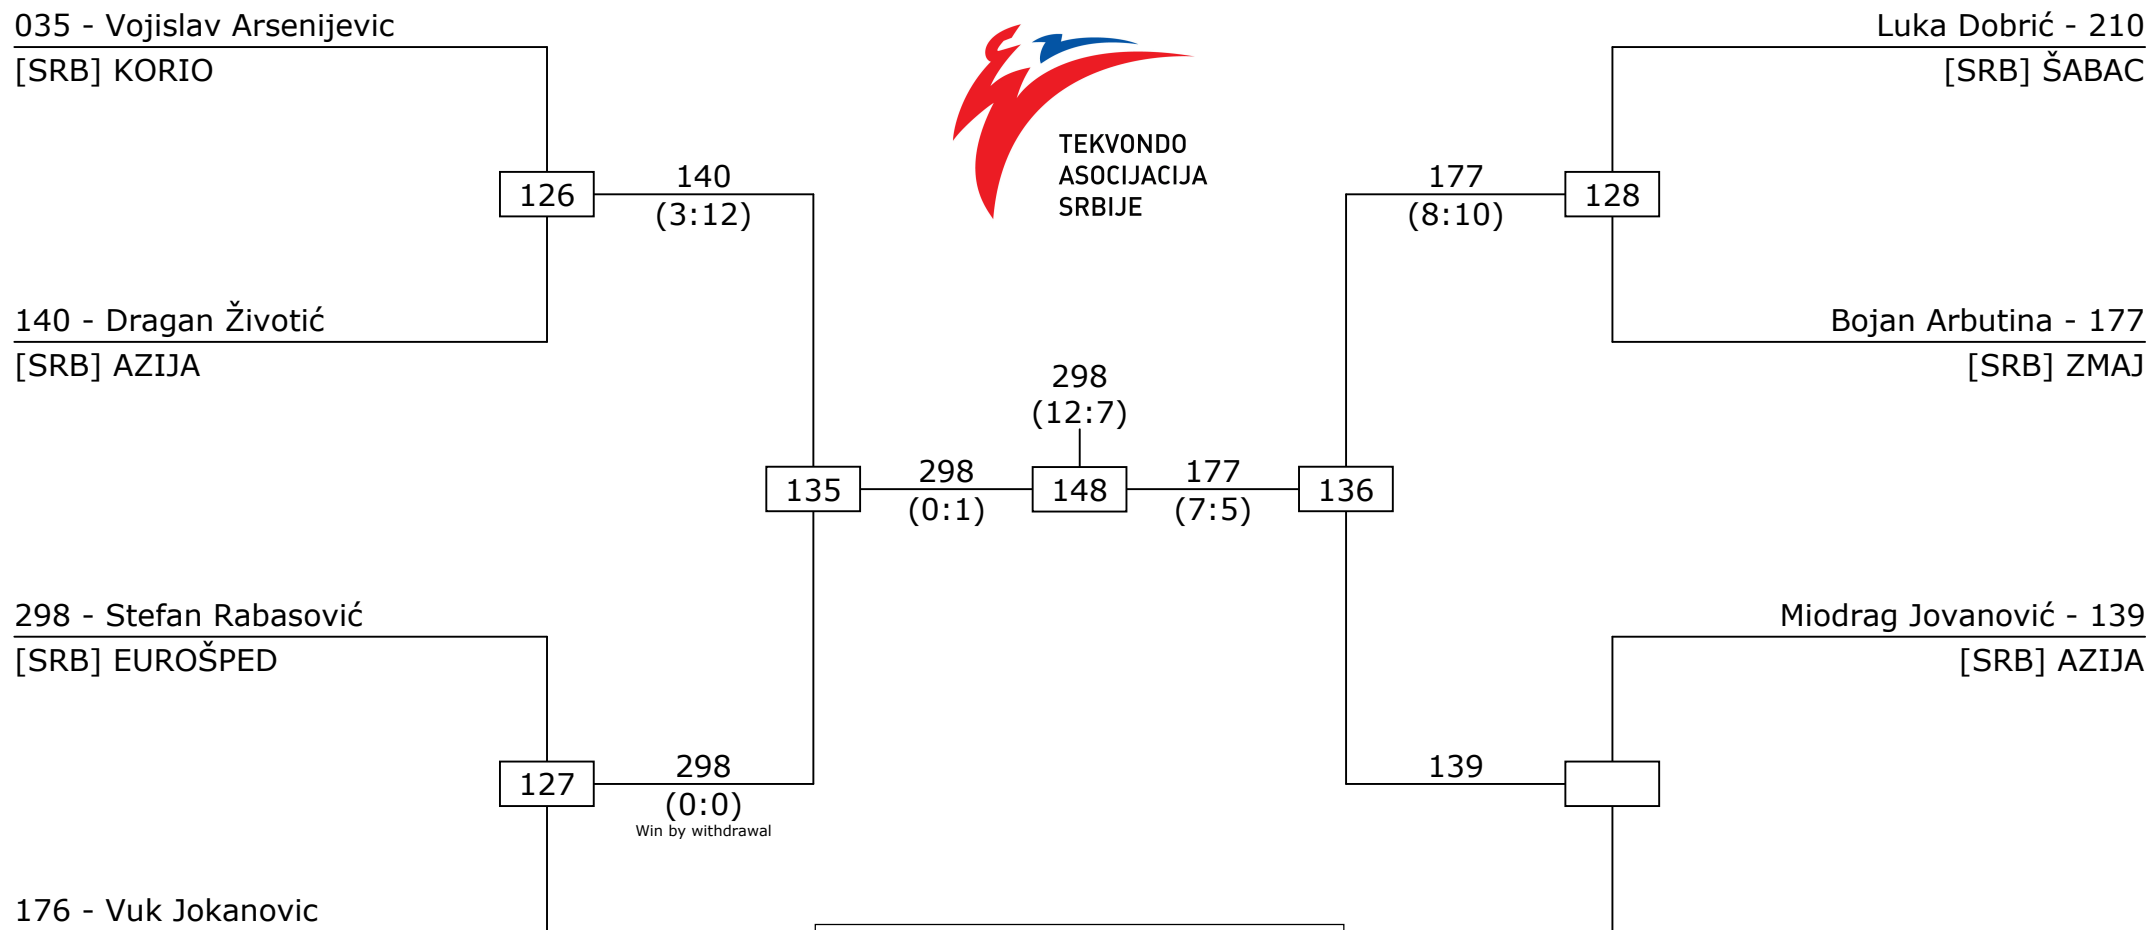 035 - Vojislav Arsenijevic
[SRB] KORIO
Luka Dobrić - 210
[SRB] ŠABAC
TEKVONDO
ASOCIJACIJA
SRBIJE
126
140
(3:12)
177
(8:10)
128
140 - Dragan Životić
[SRB] AZIJA
Bojan Arbutina - 177
[SRB] ZMAJ
298
(12:7)
135
298
(0:1)
148
177
(7:5)
136
298 - Stefan Rabasović
[SRB] EUROŠPED
Miodrag Jovanović - 139
[SRB] AZIJA
127
298
(0:0)
Win by withdrawal
139
176 - Vuk Jokanovic